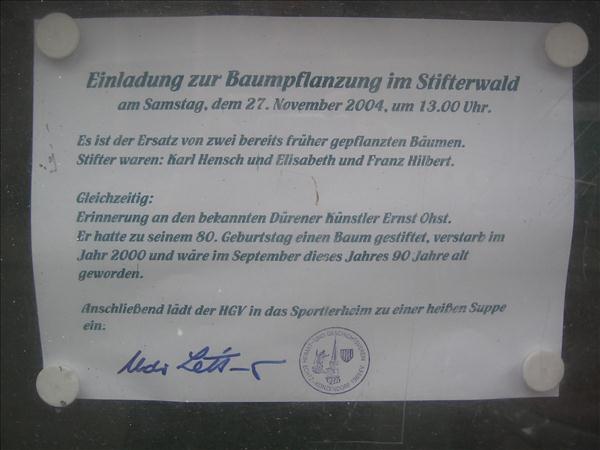 Einladung zur Baumpflanzung im Stifterwald
am Samstag, dem 27. November 2004, um 13.00 Uhr.
Es ist der Ersatz von zwei bereits früher gepflanzten Bäumen.
Stifter waren: Karl Hensch und Elisabeth und Franz Hilbert.
Gleichzeitig:
Erinnerung an den bekannten Dürener Künstler Ernst Ohst.
Er hatte zu seinem 80. Geburtstag einen Baum gestiftet, verstarb im
Jahr 2000 und wäre im September dieses Jahres 90 Jahre alt
geworden.
Anschließend lädt der HGV in das Sportlerheim zu einer heißen Suppe
ein.
HEIMAT- UND GESCHICHTSVEREIN